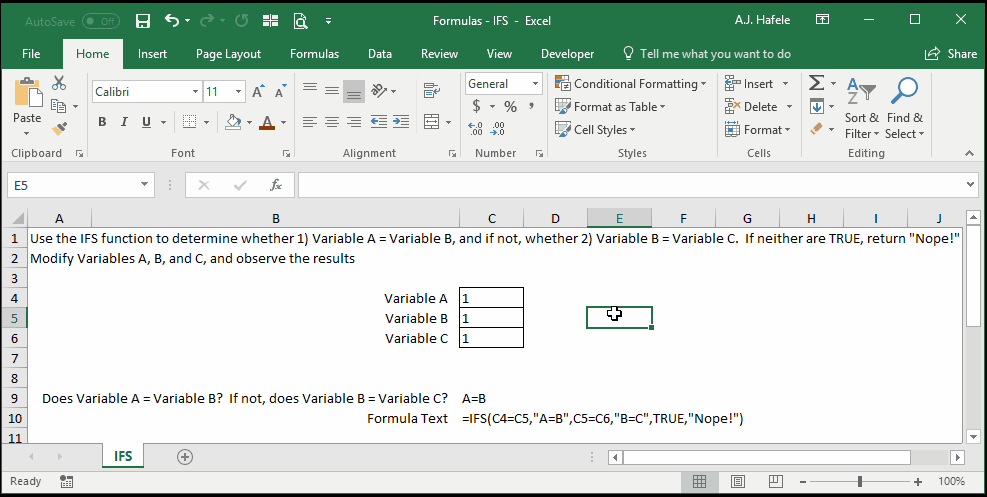 AutoSave Off Formulas - IFS - Excel A.J. Hafele
File Home Insert Page Layout Formulas Data Review View Developer Tell me what you want to do Share
Paste
Calibri 11
B I U A
General
$ % ,
Conditional Formatting
Format as Table
Cell Styles
Insert
Delete
Format
Sort & Filter
Find & Select
Clipboard Font Alignment Number Styles Cells Editing
E5 fx
A B C D E F G H I J
1 Use the IFS function to determine whether 1) Variable A = Variable B, and if not, whether 2) Variable B = Variable C. If neither are TRUE, return "Nope!"
2 Modify Variables A, B, and C, and observe the results
3
4 Variable A 1
5 Variable B 1
6 Variable C 1
7
8
9 Does Variable A = Variable B? If not, does Variable B = Variable C? A=B
10 Formula Text =IFS(C4=C5,"A=B",C5=C6,"B=C",TRUE,"Nope!")
11
IFS
Ready 100%